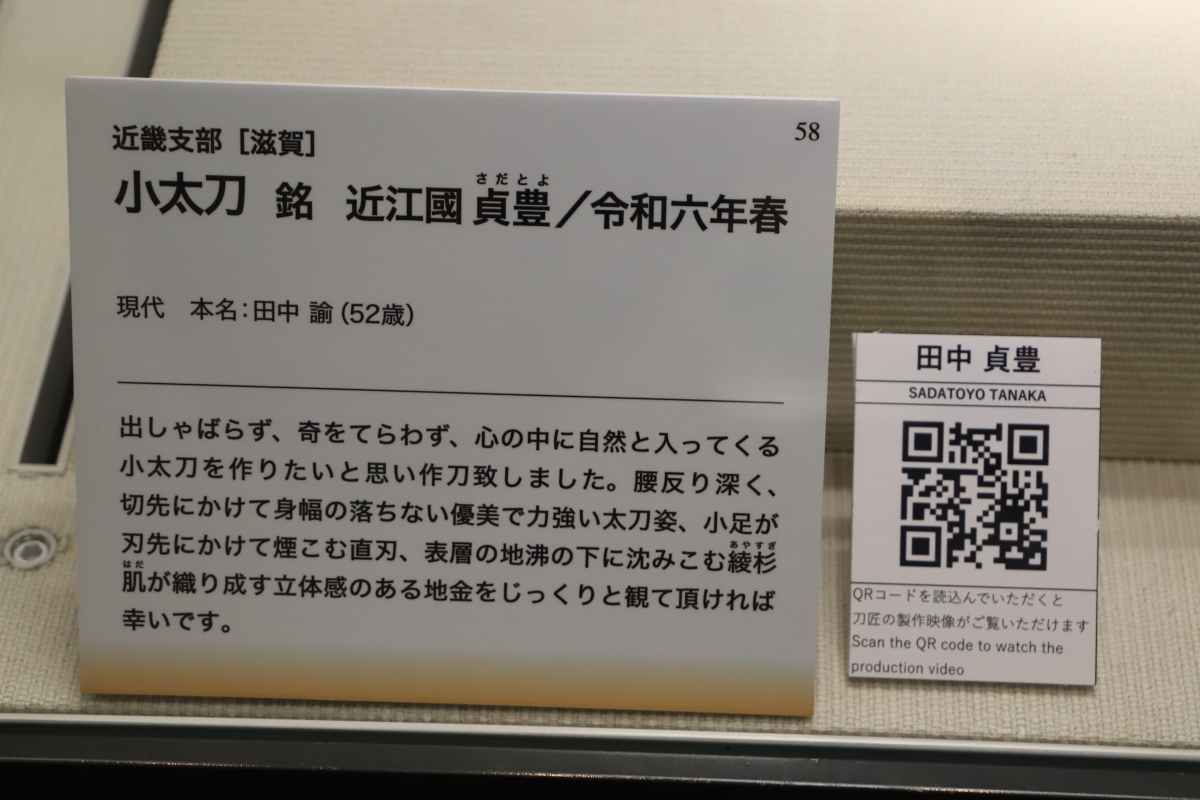 近畿支部［滋賀］
58
さだとよ
小太刀 銘 近江國 貞豊／令和六年春
現代 本名：田中 諭（52歳）
出しゃばらず、奇をてらわず、心の中に自然と入ってくる
小太刀を作りたいと思い作刀致しました。腰反り深く、
切先にかけて身幅の落ちない優美で力強い太刀姿、小足が
あやすぎ
刃先にかけて煙こむ直刃、表層の地沸の下に沈みこむ綾杉
はだ
肌が織り成す立体感のある地金をじっくりと観て頂ければ
幸いです。
田中 貞豊
SADATOYO TANAKA
QRコードを読込んでいただくと
刀匠の製作映像がご覧いただけます
Scan the QR code to watch the
production video